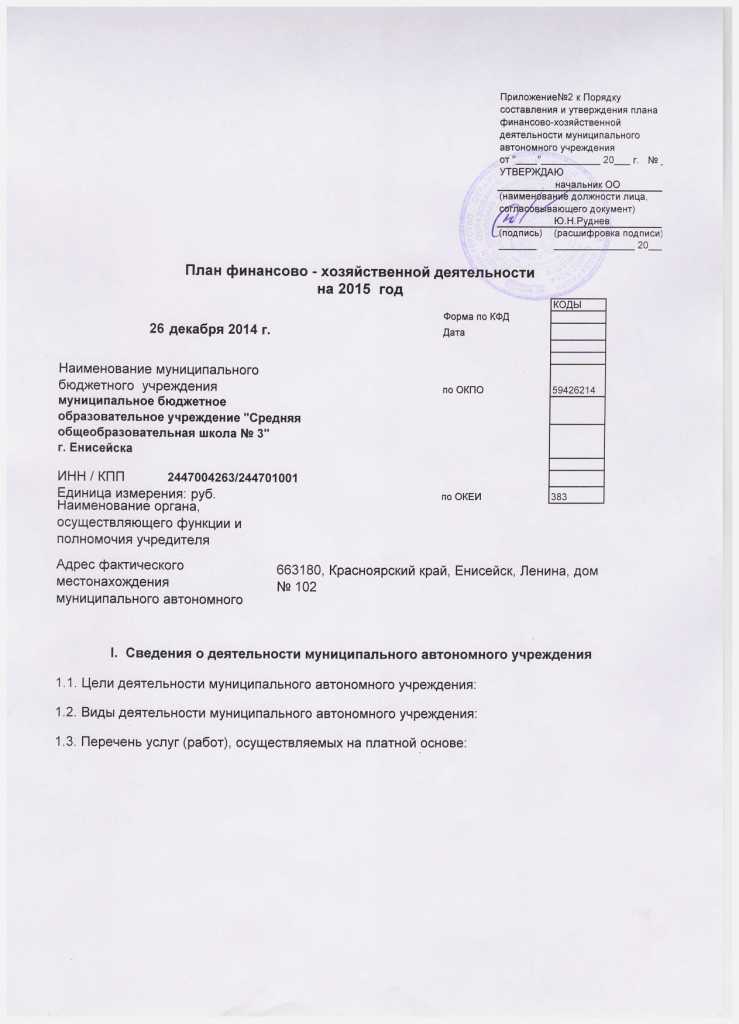 Приложение№2 к Порядку
составления и утверждения плана
финансово-хозяйственной
деятельности муниципального
автономного учреждения
от "____"___________ 20___ г. №
УТВЕРЖДАЮ
начальник ОО
(наименование должности лица,
согласовывающего документ)
Ю.Н.Руднев
(подпись) (расшифровка подписи)
_______ _______________ 20__
План финансово - хозяйственной деятельности
на 2015 год
КОДЫ
Форма по КФД
26 декабря 2014 г.
Дата
Наименование муниципального
бюджетного учреждения
по ОКПО 59426214
муниципальное бюджетное
образовательное учреждение "Средняя
общеобразовательная школа № 3"
г. Енисейска
ИНН / КПП 2447004263/244701001
Единица измерения: руб.
по ОКЕИ 383
Наименование органа,
осуществляющего функции и
полномочия учредителя
Адрес фактического
местонахождения
муниципального автономного
663180, Красноярский край, Енисейск, Ленина, дом
№ 102
I. Сведения о деятельности муниципального автономного учреждения
1.1. Цели деятельности муниципального автономного учреждения:
1.2. Виды деятельности муниципального автономного учреждения:
1.3. Перечень услуг (работ), осуществляемых на платной основе: